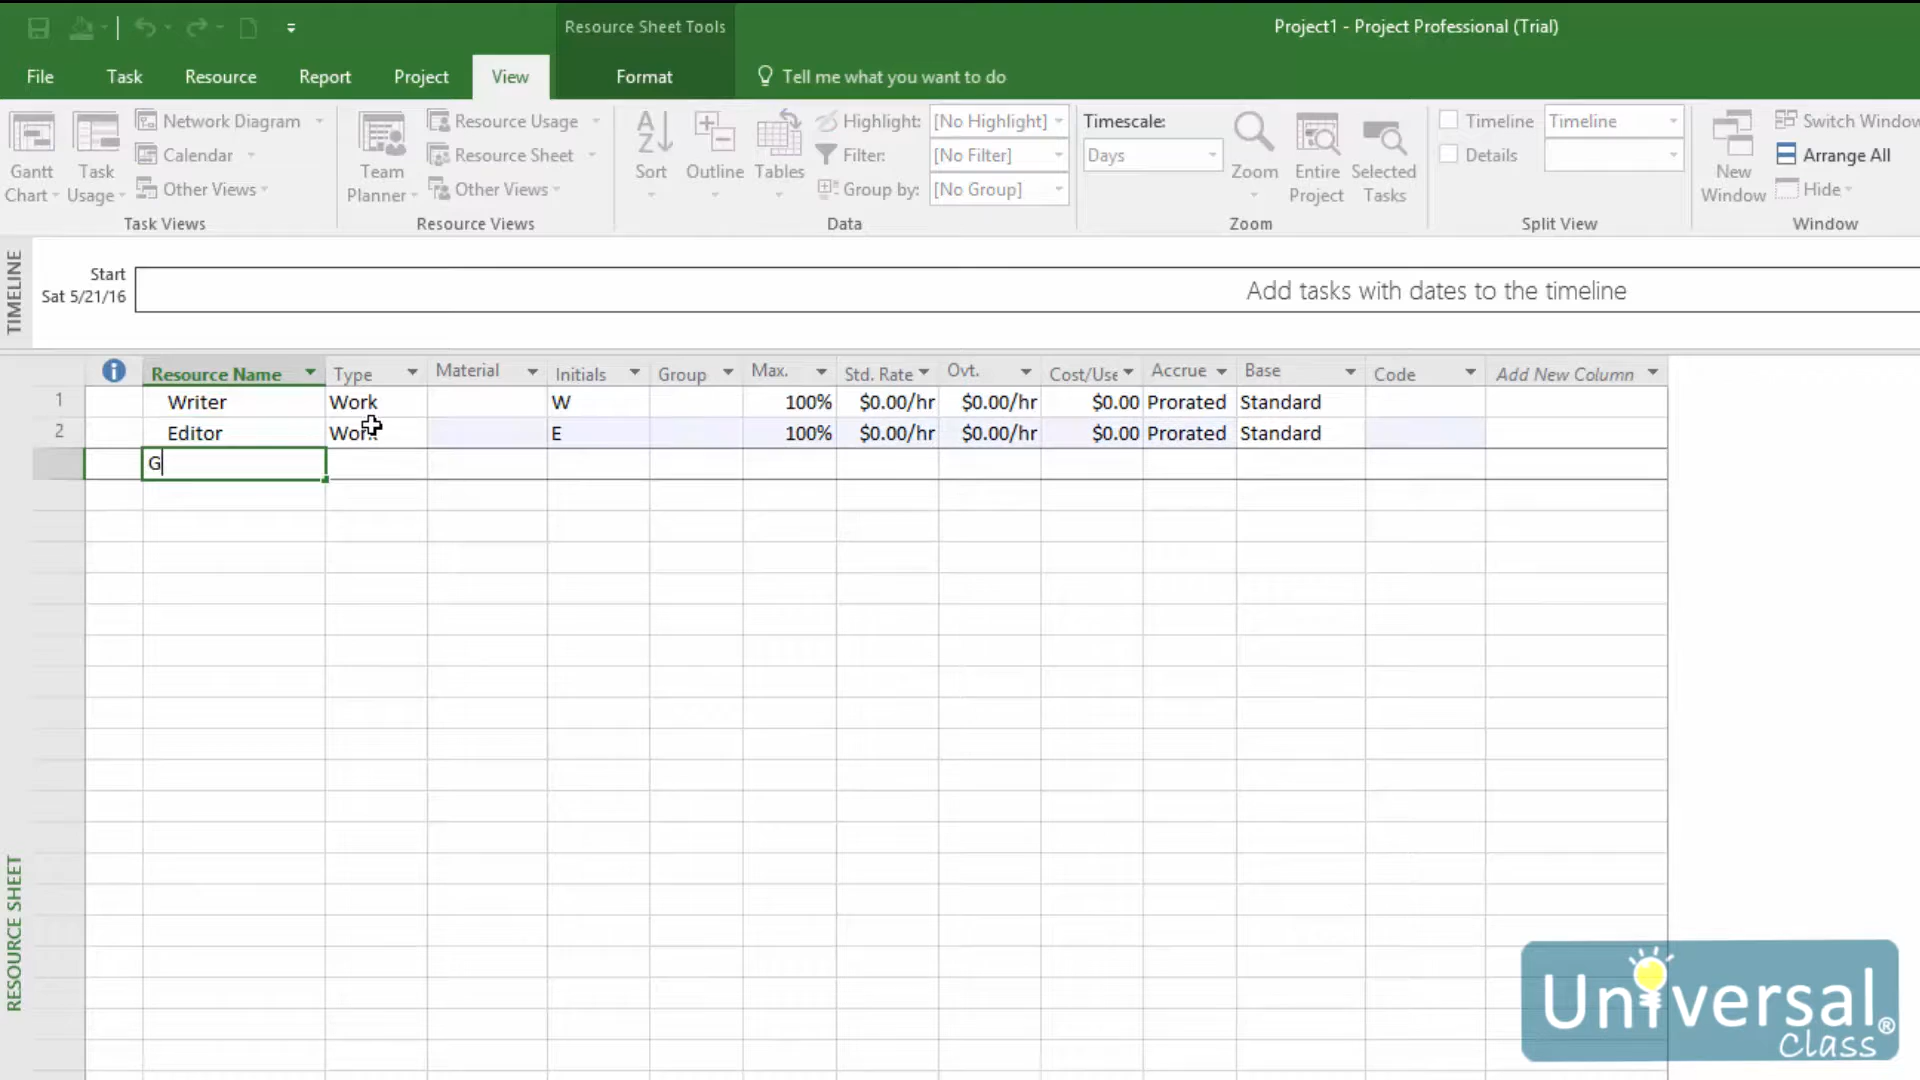 Resource Sheet Tools
Project1 - Project Professional (Trial)
File Task Resource Report Project View Format Tell me what you want to do
Network Diagram Resource Usage Highlight: [No Highlight] Timescale: Timeline Timeline Switch Window
Calendar Resource Sheet Filter: [No Filter] Days Details Arrange All
Gantt Chart Task Usage Other Views Team Planner Other Views Sort Outline Tables Group by: [No Group] Zoom Entire Project Selected Tasks New Window Hide
Task Views Resource Views Data Zoom Split View Window
TIMELINE
Start
Sat 5/21/16
Add tasks with dates to the timeline
Resource Name Type Material Initials Group Max. Std. Rate Ovt. Cost/Use Accrue Base Code Add New Column
1 Writer Work W 100% $0.00/hr $0.00/hr $0.00 Prorated Standard
2 Editor Work E 100% $0.00/hr $0.00/hr $0.00 Prorated Standard
G
RESOURCE SHEET
Universal
Class
®